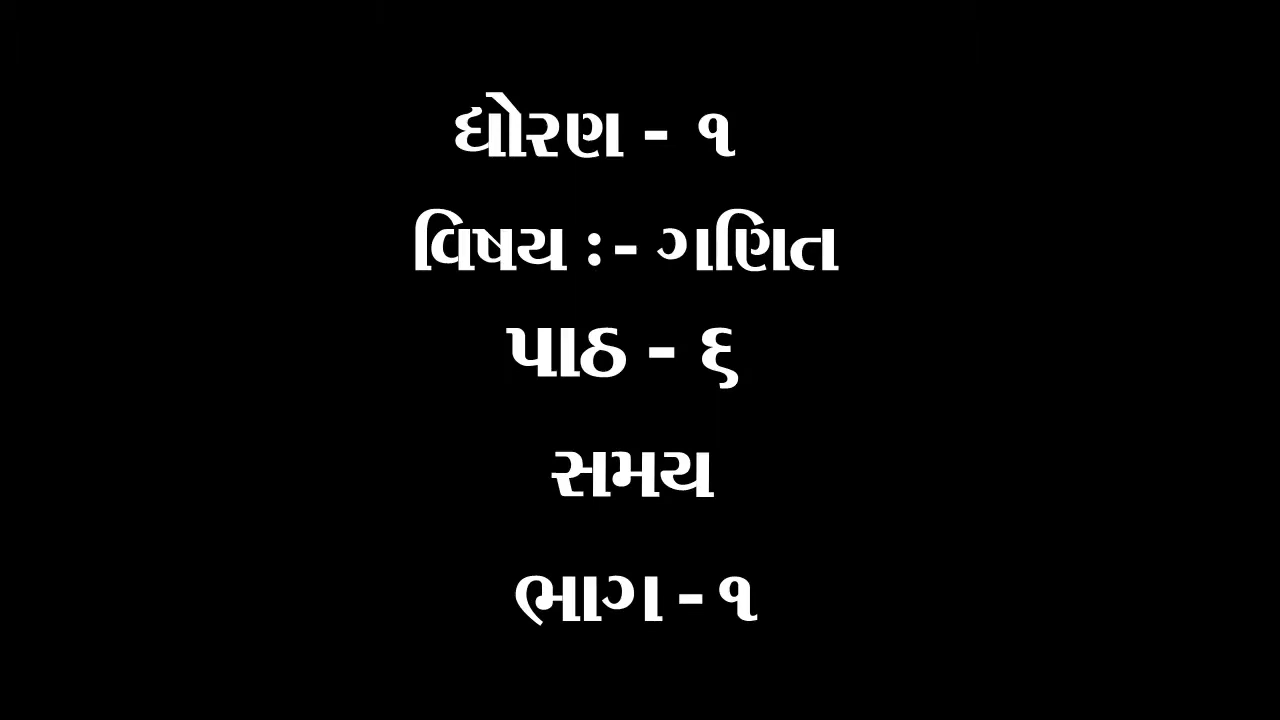 ધોરણ - ૧
વિષય :- ગણિત
પાઠ - ૬
સમય
ભાગ - ૧